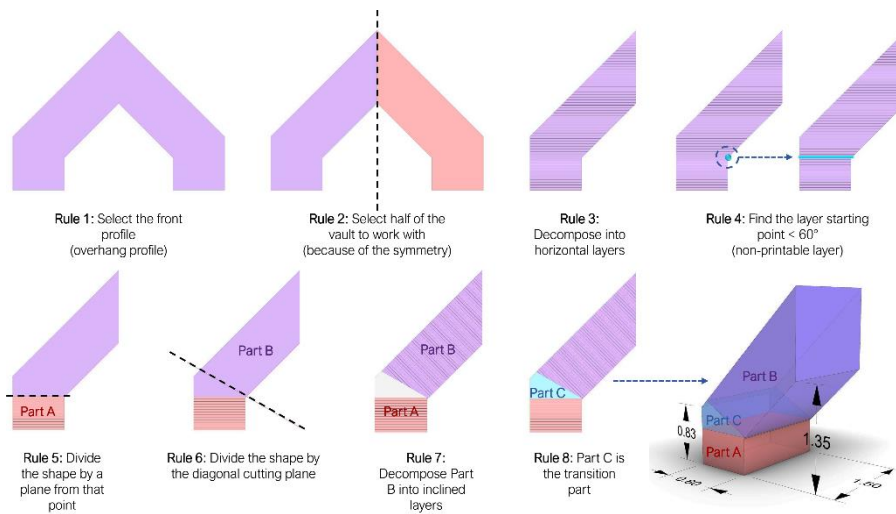 Rule 1: Select the front
profile
(overhang profile)
Rule 2: Select half of the
vault to work with
(because of the symmetry)
Rule 3:
Decompose into
horizontal layers
Rule 4: Find the layer starting
point < 60°
(non-printable layer)
Part A
Part B
Part B
Part A
Part B
Part C
Part B
Part C
Part A
0.83
1.35
0.60
1.50
Rule 5: Divide
the shape by a
plane from that
point
Rule 6: Divide the shape by
the diagonal cutting plane
Rule 7:
Decompose Part
B into inclined
layers
Rule 8: Part C is
the transition
part